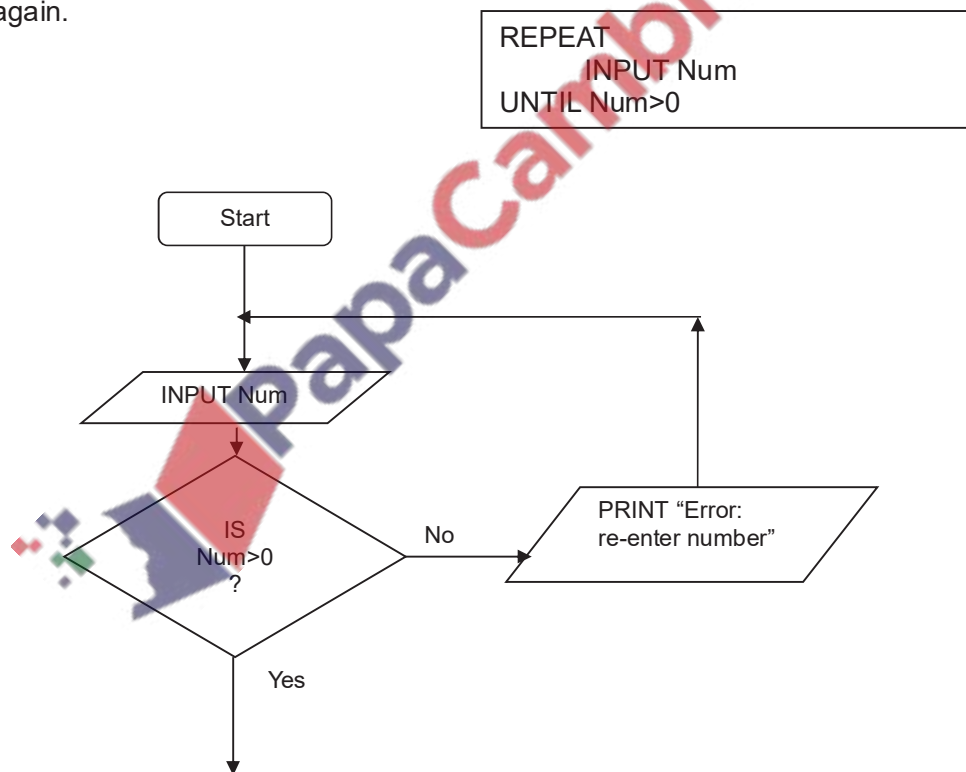 again.
REPEAT
INPUT Num
UNTIL Num>0
Start
INPUT Num
IS
Num>0
?
No
PRINT “Error:
re-enter number”
Yes
PapaCambri